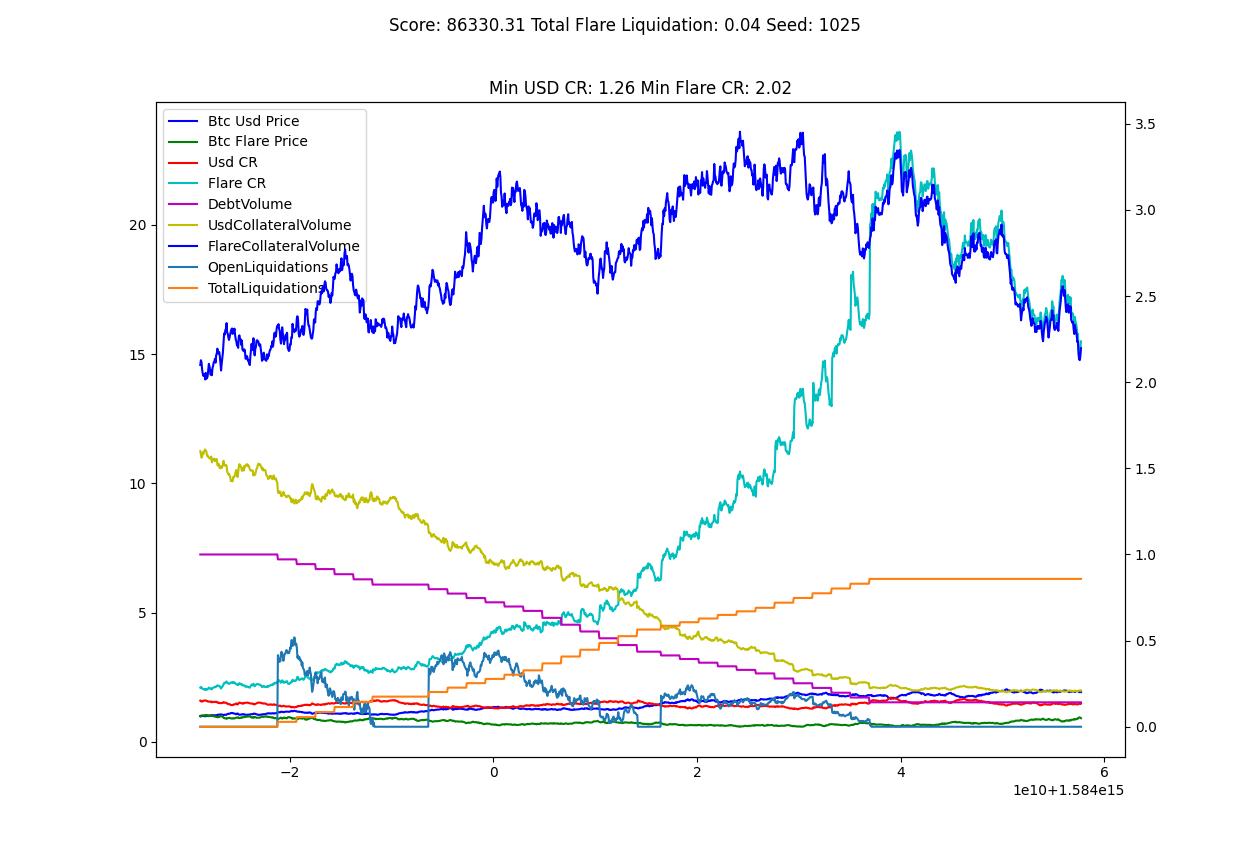 Score: 86330.31 Total Flare Liquidation: 0.04 Seed: 1025
Min USD CR: 1.26 Min Flare CR: 2.02
Btc Usd Price
Btc Flare Price
Usd CR
Flare CR
DebtVolume
UsdCollateralVolume
FlareCollateralVolume
OpenLiquidations
TotalLiquidations
20
15
10
5
0
3.5
3.0
2.5
2.0
1.5
1.0
0.5
0.0
−2 0 2 4 6
1e10+1.584e15